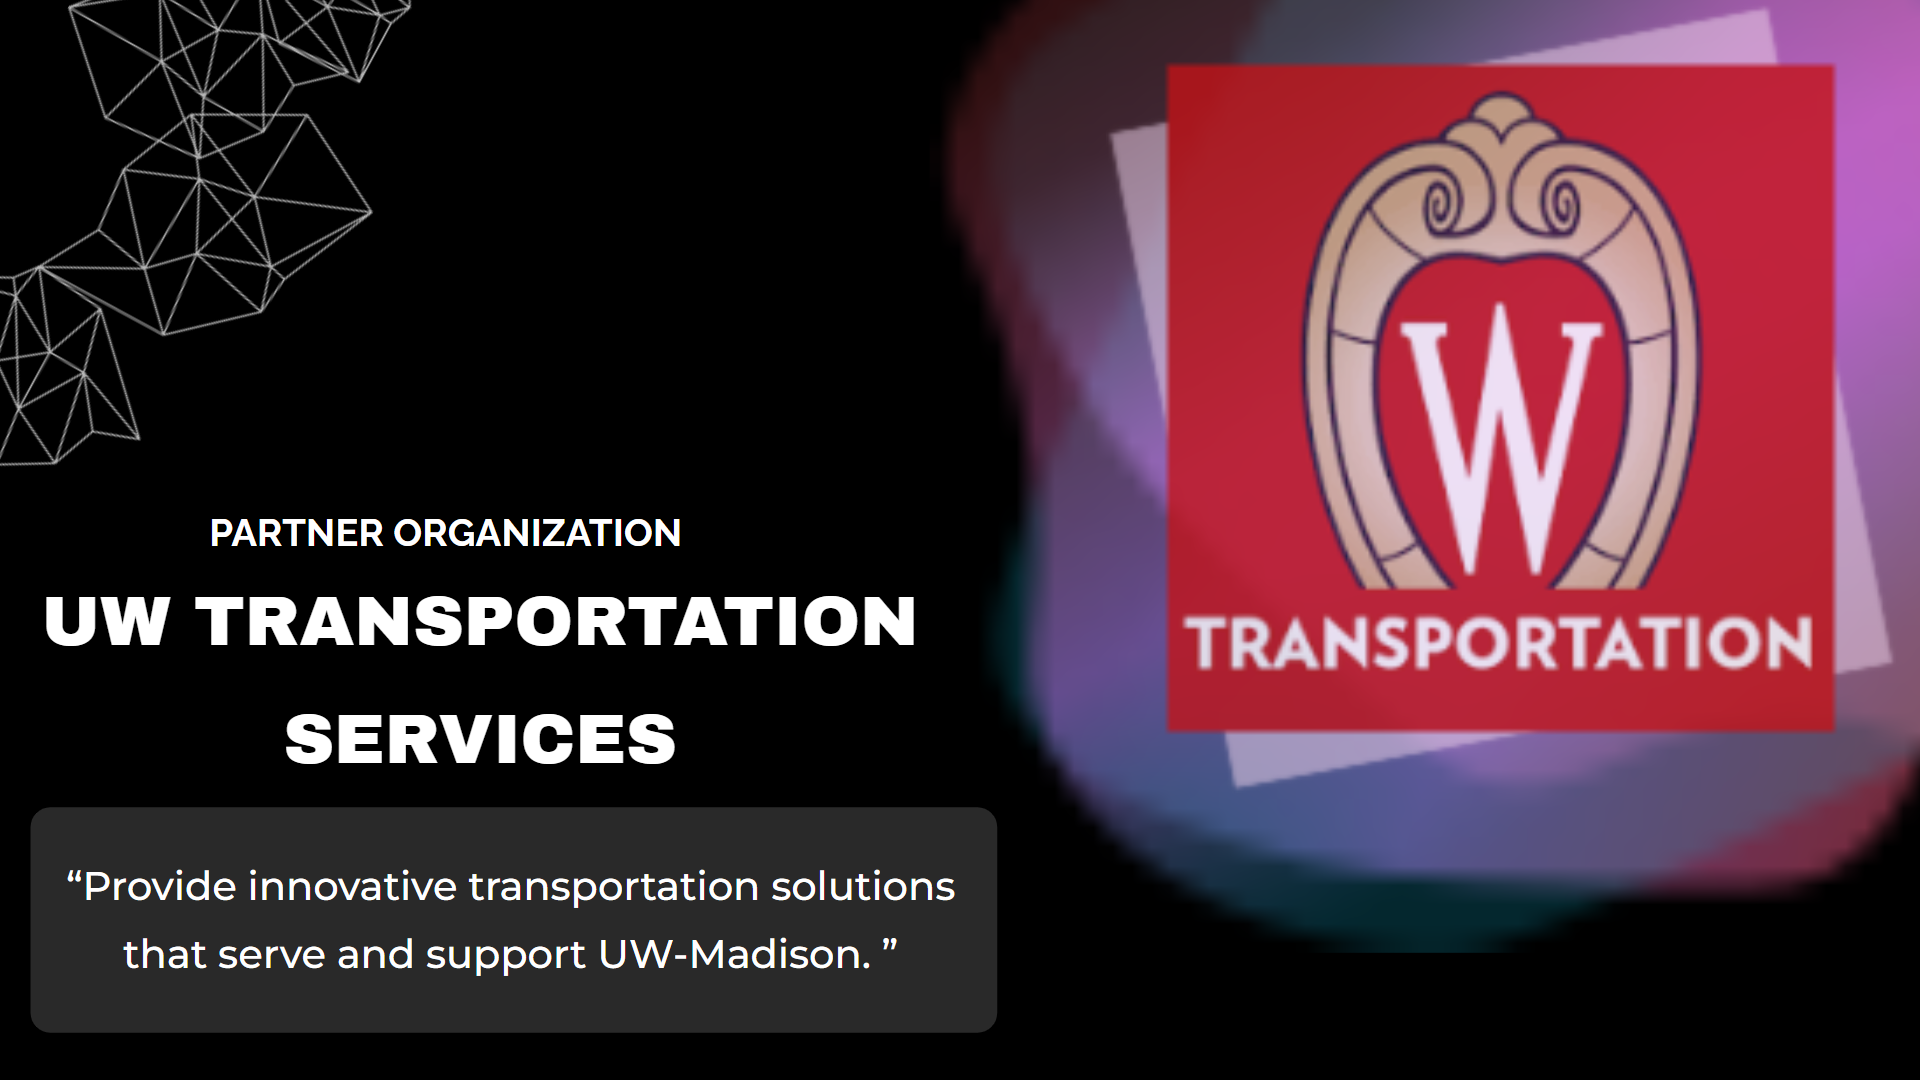 PARTNER ORGANIZATION
UW TRANSPORTATION
SERVICES
“Provide innovative transportation solutions
that serve and support UW-Madison. ”
W
TRANSPORTATION